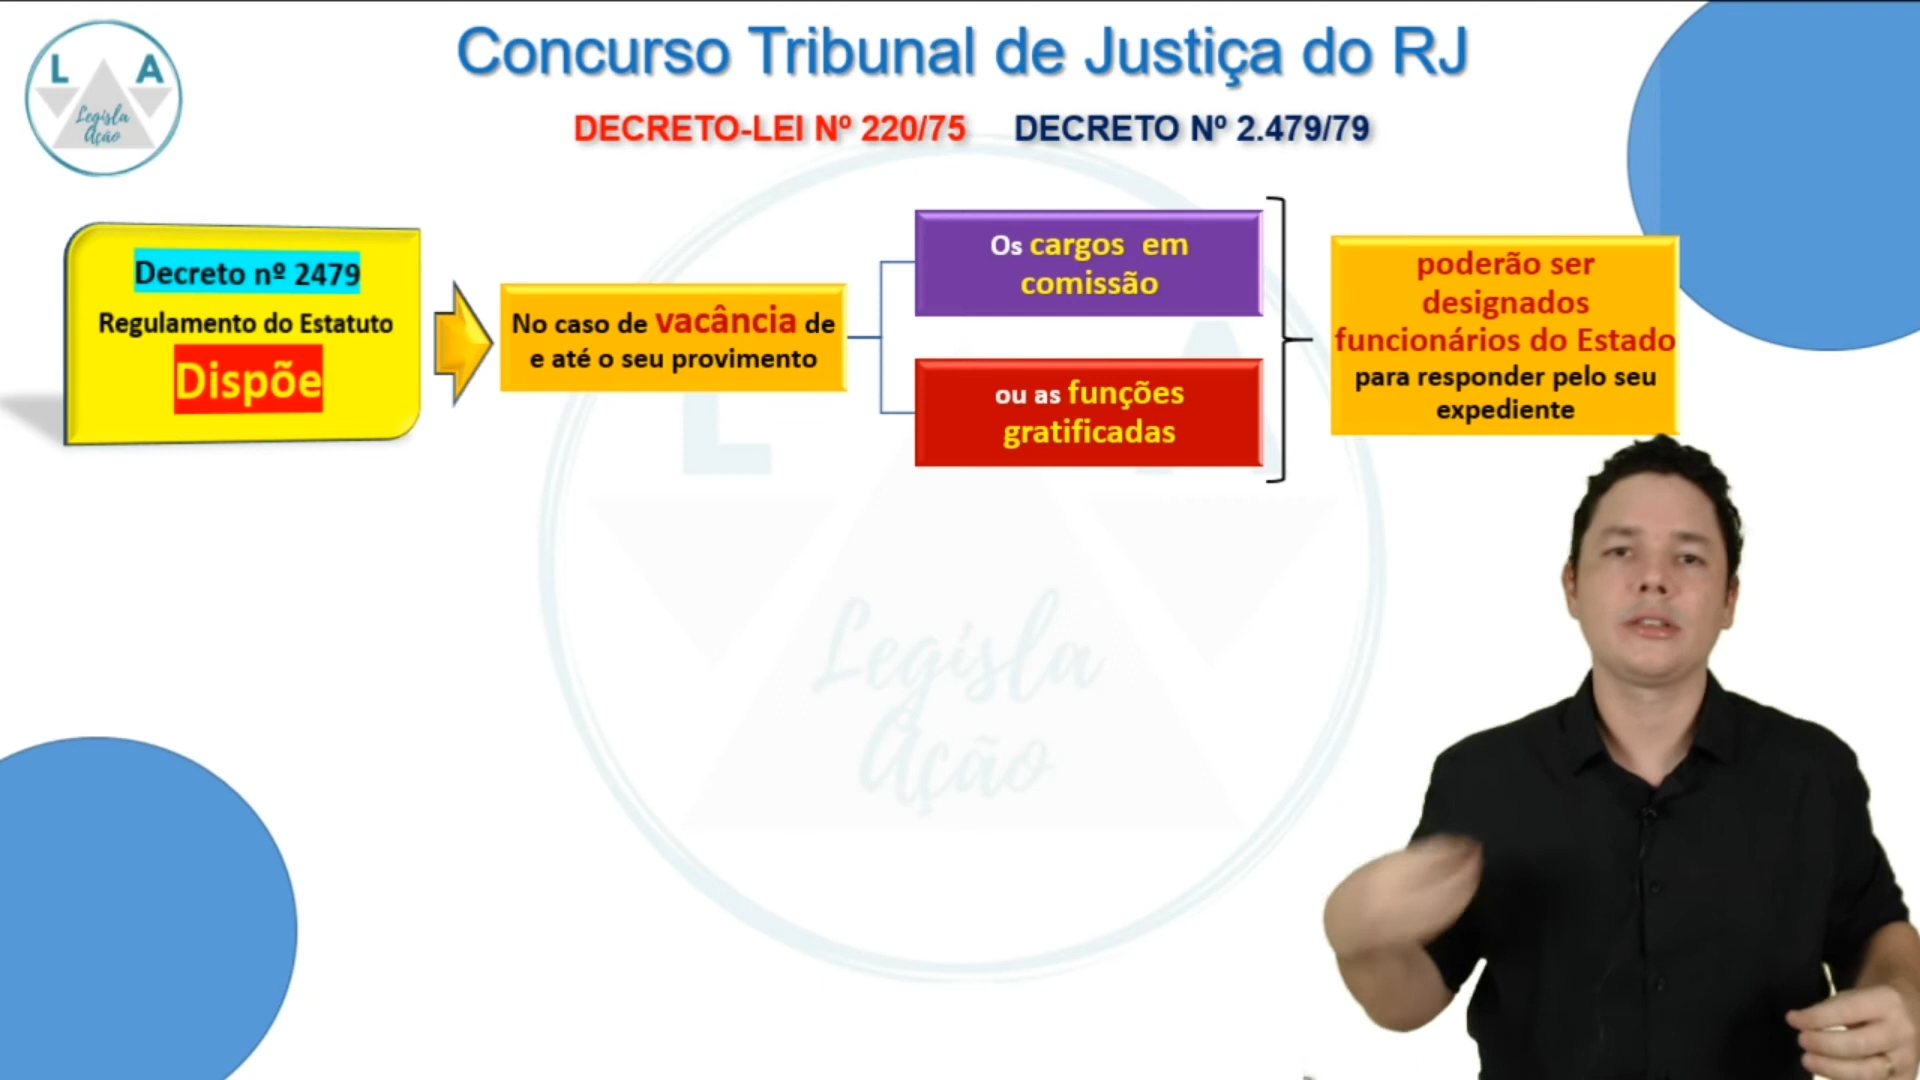 L A
Legisla
Ação
Concurso Tribunal de Justiça do RJ
DECRETO-LEI Nº 220/75 DECRETO Nº 2.479/79
Decreto nº 2479
Regulamento do Estatuto
Dispõe
No caso de vacância de
e até o seu provimento
Os cargos em
comissão
ou as funções
gratificadas
poderão ser
designados
funcionários do Estado
para responder pelo seu
expediente
L A
Legisla
Ação